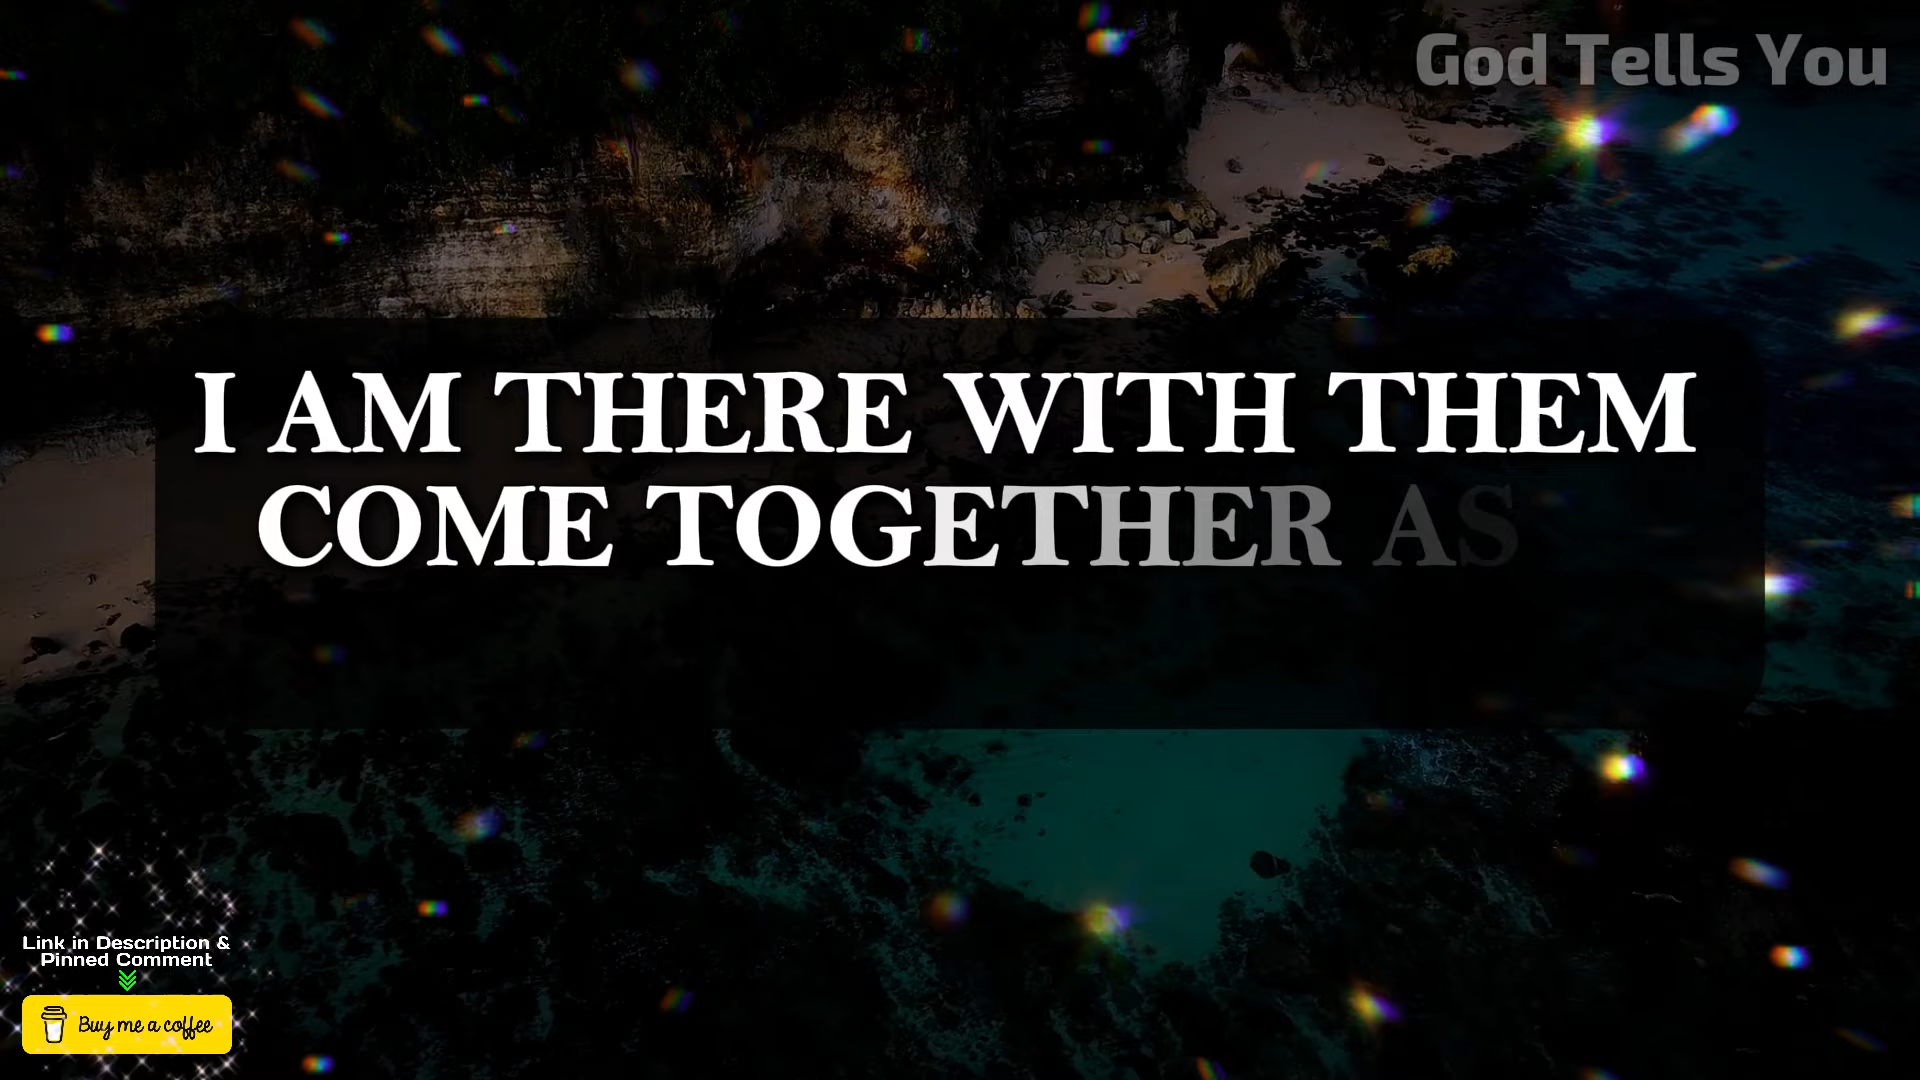 God Tells You
I AM THERE WITH THEM
COME TOGETHER AS
Link in Description &
Pinned Comment
Buy me a coffee